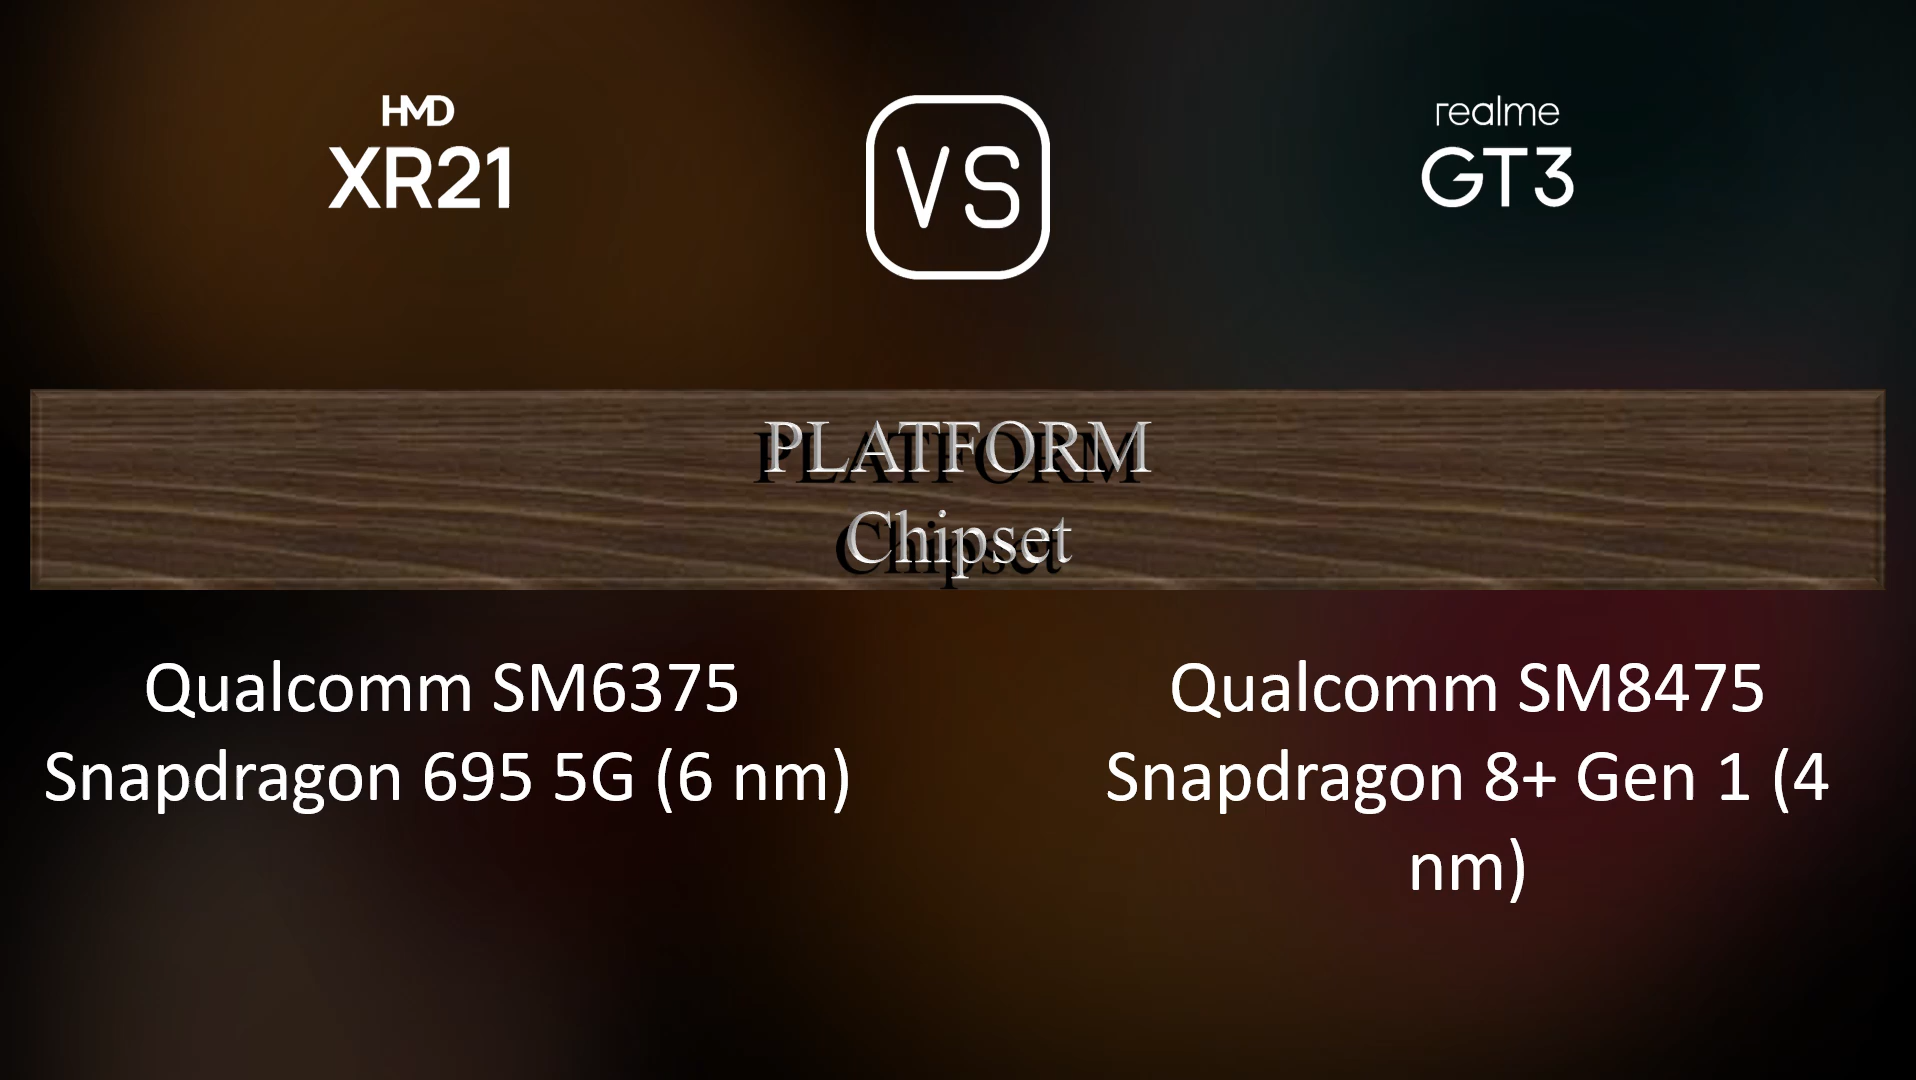 HMD
XR21
VS
realme
GT3
PLATFORM
Chipset
Qualcomm SM6375
Snapdragon 695 5G (6 nm)
Qualcomm SM8475
Snapdragon 8+ Gen 1 (4
nm)